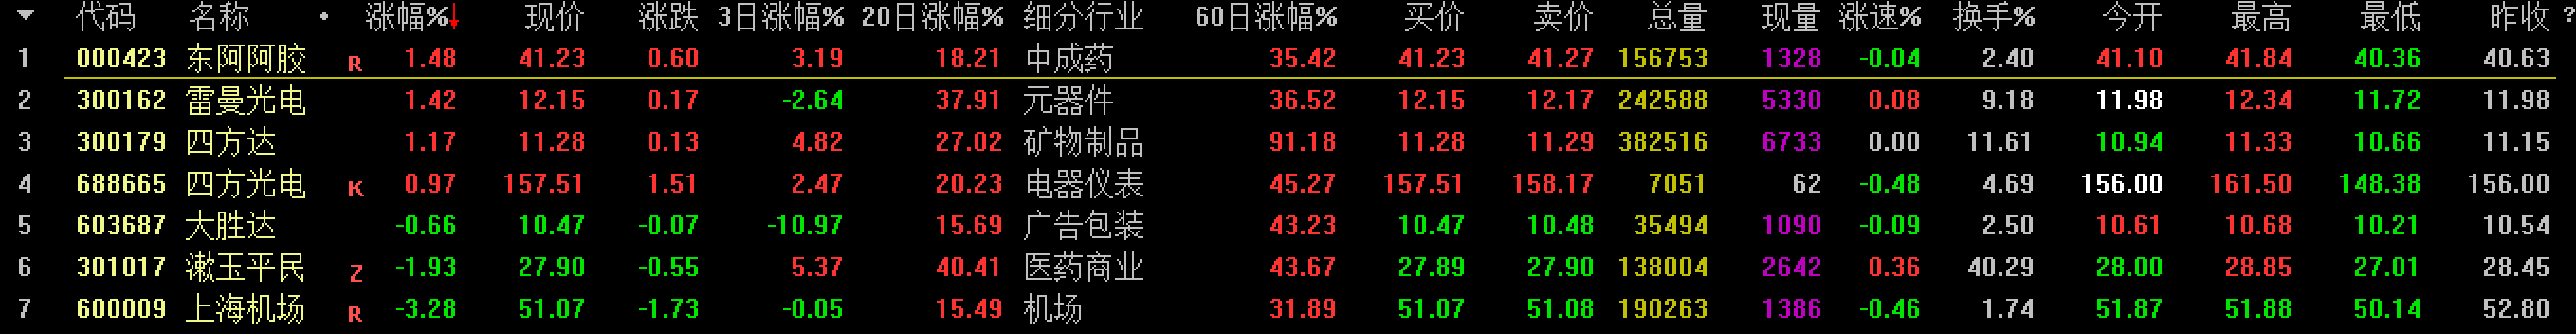 代码 名称 • 涨幅%↓ 现价 涨跌 3日涨幅% 20日涨幅% 细分行业 60日涨幅% 买价 卖价 总量 现量 涨速% 换手% 今开 最高 最低 昨收 ?
1 000423 东阿阿胶 R 1.48 41.23 0.60 3.19 18.21 中成药 35.42 41.23 41.27 156753 1328 -0.04 2.40 41.10 41.84 40.36 40.63
2 300162 雷曼光电 1.42 12.15 0.17 -2.64 37.91 元器件 36.52 12.15 12.17 242588 5330 0.08 9.18 11.98 12.34 11.72 11.98
3 300179 四方达 1.17 11.28 0.13 4.82 27.02 矿物制品 91.18 11.28 11.29 382516 6733 0.00 11.61 10.94 11.33 10.66 11.15
4 688665 四方光电 K 0.97 157.51 1.51 2.47 20.23 电器仪表 45.27 157.51 158.17 7051 62 -0.48 4.69 156.00 161.50 148.38 156.00
5 603687 大胜达 -0.66 10.47 -0.07 -10.97 15.69 广告包装 43.23 10.47 10.48 35494 1090 -0.09 2.50 10.61 10.68 10.21 10.54
6 301017 漱玉平民 Z -1.93 27.90 -0.55 5.37 40.41 医药商业 43.67 27.89 27.90 138004 2642 0.36 40.29 28.00 28.85 27.01 28.45
7 600009 上海机场 R -3.28 51.07 -1.73 -0.05 15.49 机场 31.89 51.07 51.08 190263 1386 -0.46 1.74 51.87 51.88 50.14 52.80